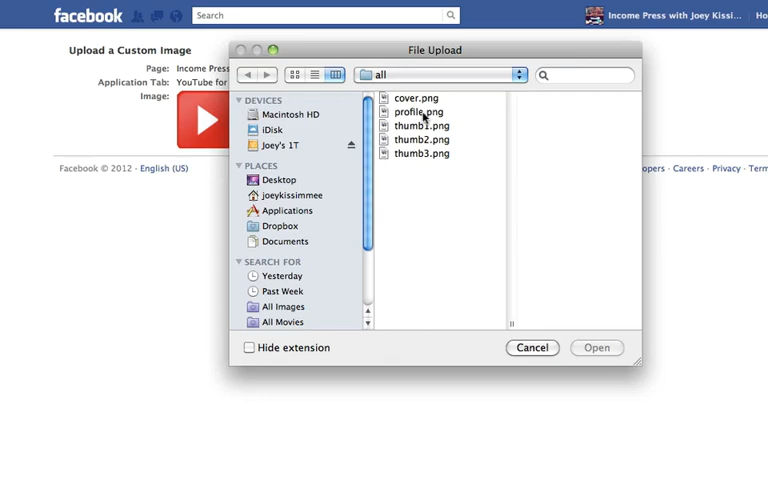 facebook
Search
Income Press with Joey Kissi...
Ho
Upload a Custom Image
Page: Income Press
Application Tab: YouTube for
Image:
Facebook © 2012 · English (US)
opers · Careers · Privacy · Term
File Upload
all
DEVICES
Macintosh HD
iDisk
Joey's 1T
PLACES
Desktop
joeykissimmee
Applications
Dropbox
Documents
SEARCH FOR
Yesterday
Past Week
All Images
All Movies
cover.png
profile.png
thumb1.png
thumb2.png
thumb3.png
Hide extension
Cancel
Open